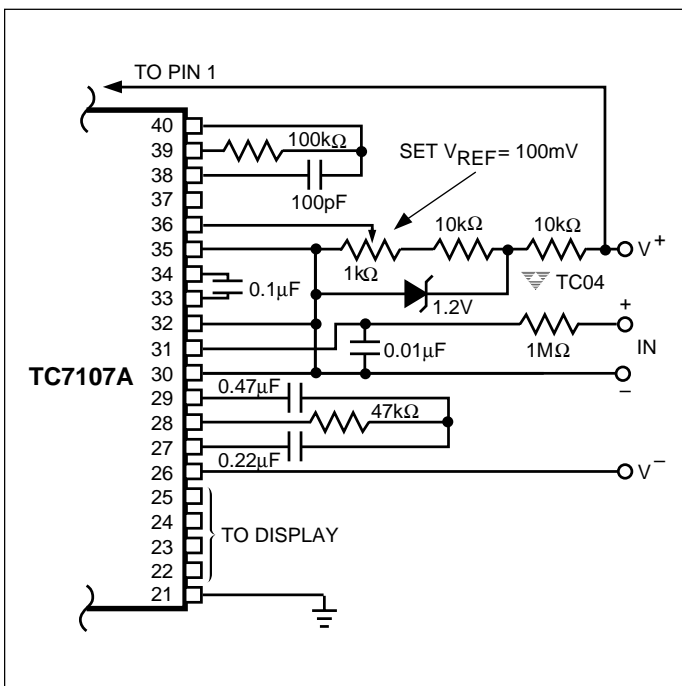 TO PIN 1
40
39
100kΩ
38
100pF
37
SET VREF = 100mV
36
35
1kΩ
10kΩ
10kΩ
V+
34
33
0.1µF
1.2V
TC04
32
31
0.01µF
1MΩ
+
IN
–
TC7107A
30
29
0.47µF
28
47kΩ
27
0.22µF
26
V–
25
24
23
22
TO DISPLAY
21